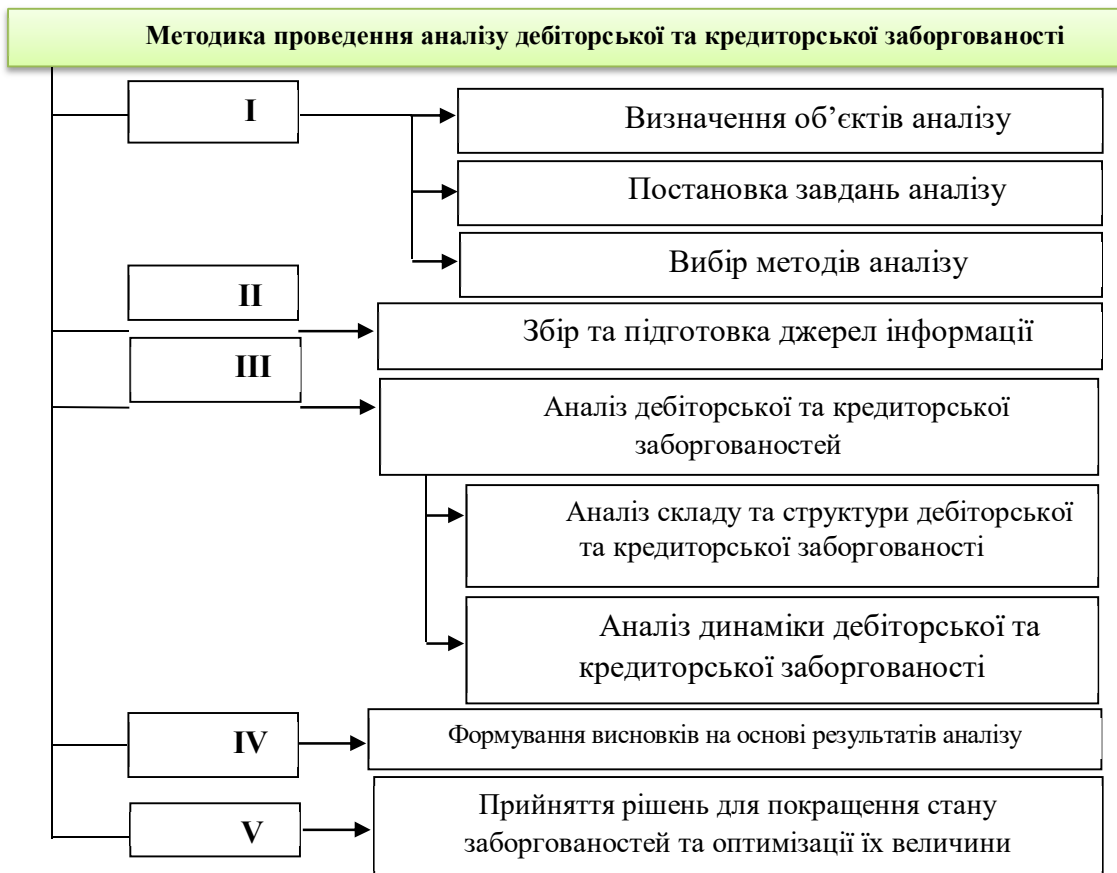 Методика проведення аналізу дебіторської та кредиторської заборгованості
I
Визначення об’єктів аналізу
Постановка завдань аналізу
Вибір методів аналізу
II
Збір та підготовка джерел інформації
III
Аналіз дебіторської та кредиторської
заборгованостей
Аналіз складу та структури дебіторської
та кредиторської заборгованості
Аналіз динаміки дебіторської та
кредиторської заборгованості
IV
Формування висновків на основі результатів аналізу
V
Прийняття рішень для покращення стану
заборгованостей та оптимізації їх величини